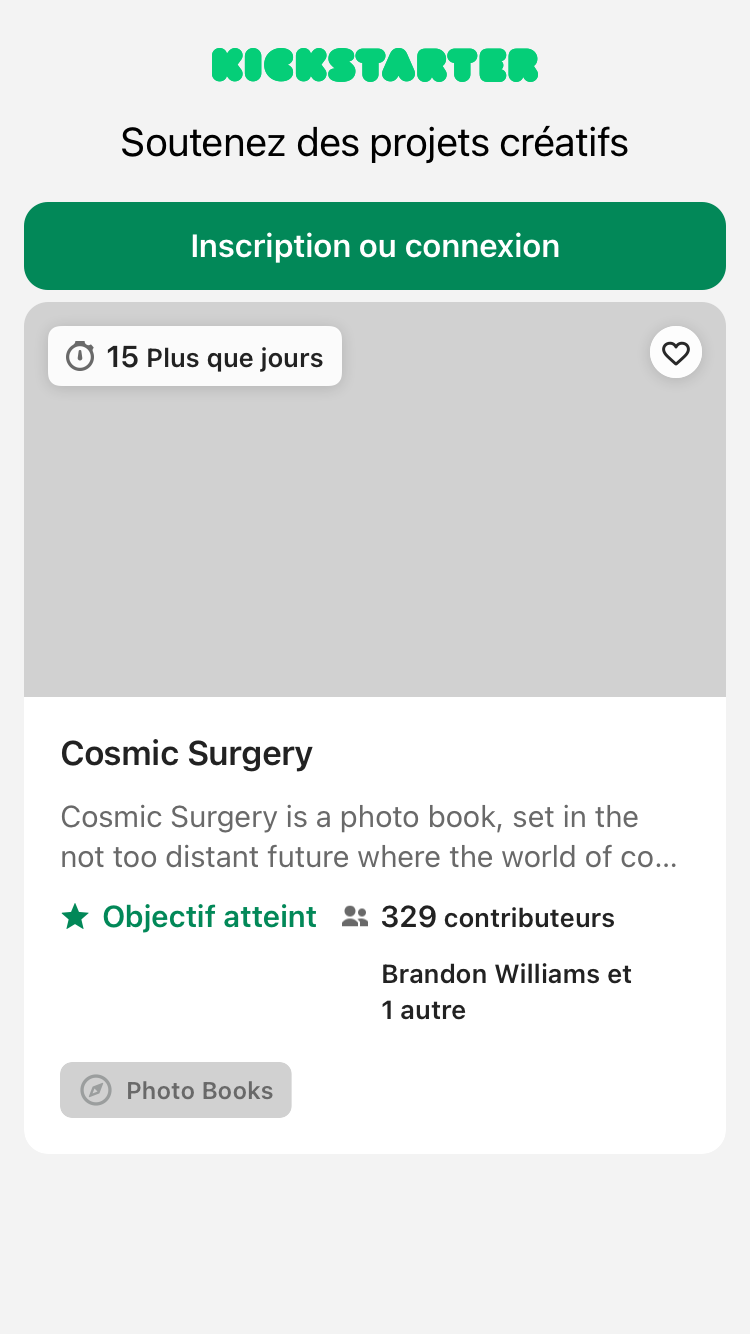 KICKSTARTER
Soutenez des projets créatifs
Inscription ou connexion
15 Plus que jours
Cosmic Surgery
Cosmic Surgery is a photo book, set in the
not too distant future where the world of co...
Objectif atteint
329 contributeurs
Brandon Williams et
1 autre
Photo Books